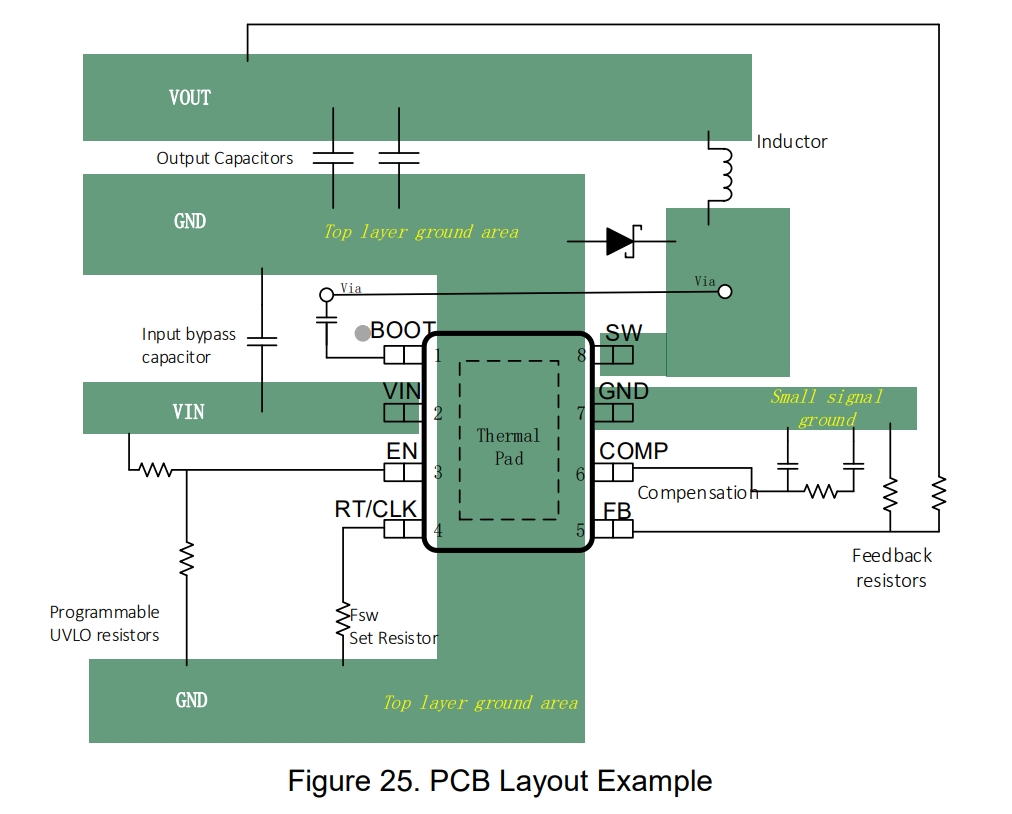 VOUT
Output Capacitors
Inductor
GND
Top layer ground area
Via
Via
Input bypass
capacitor
BOOT
SW
1
8
VIN
VIN
GND
Small signal
ground
2
7
Thermal
Pad
EN
COMP
3
6
Compensation
RT/CLK
FB
4
5
Feedback
resistors
Programmable
UVLO resistors
Fsw
Set Resistor
GND
Top layer ground area
Figure 25. PCB Layout Example